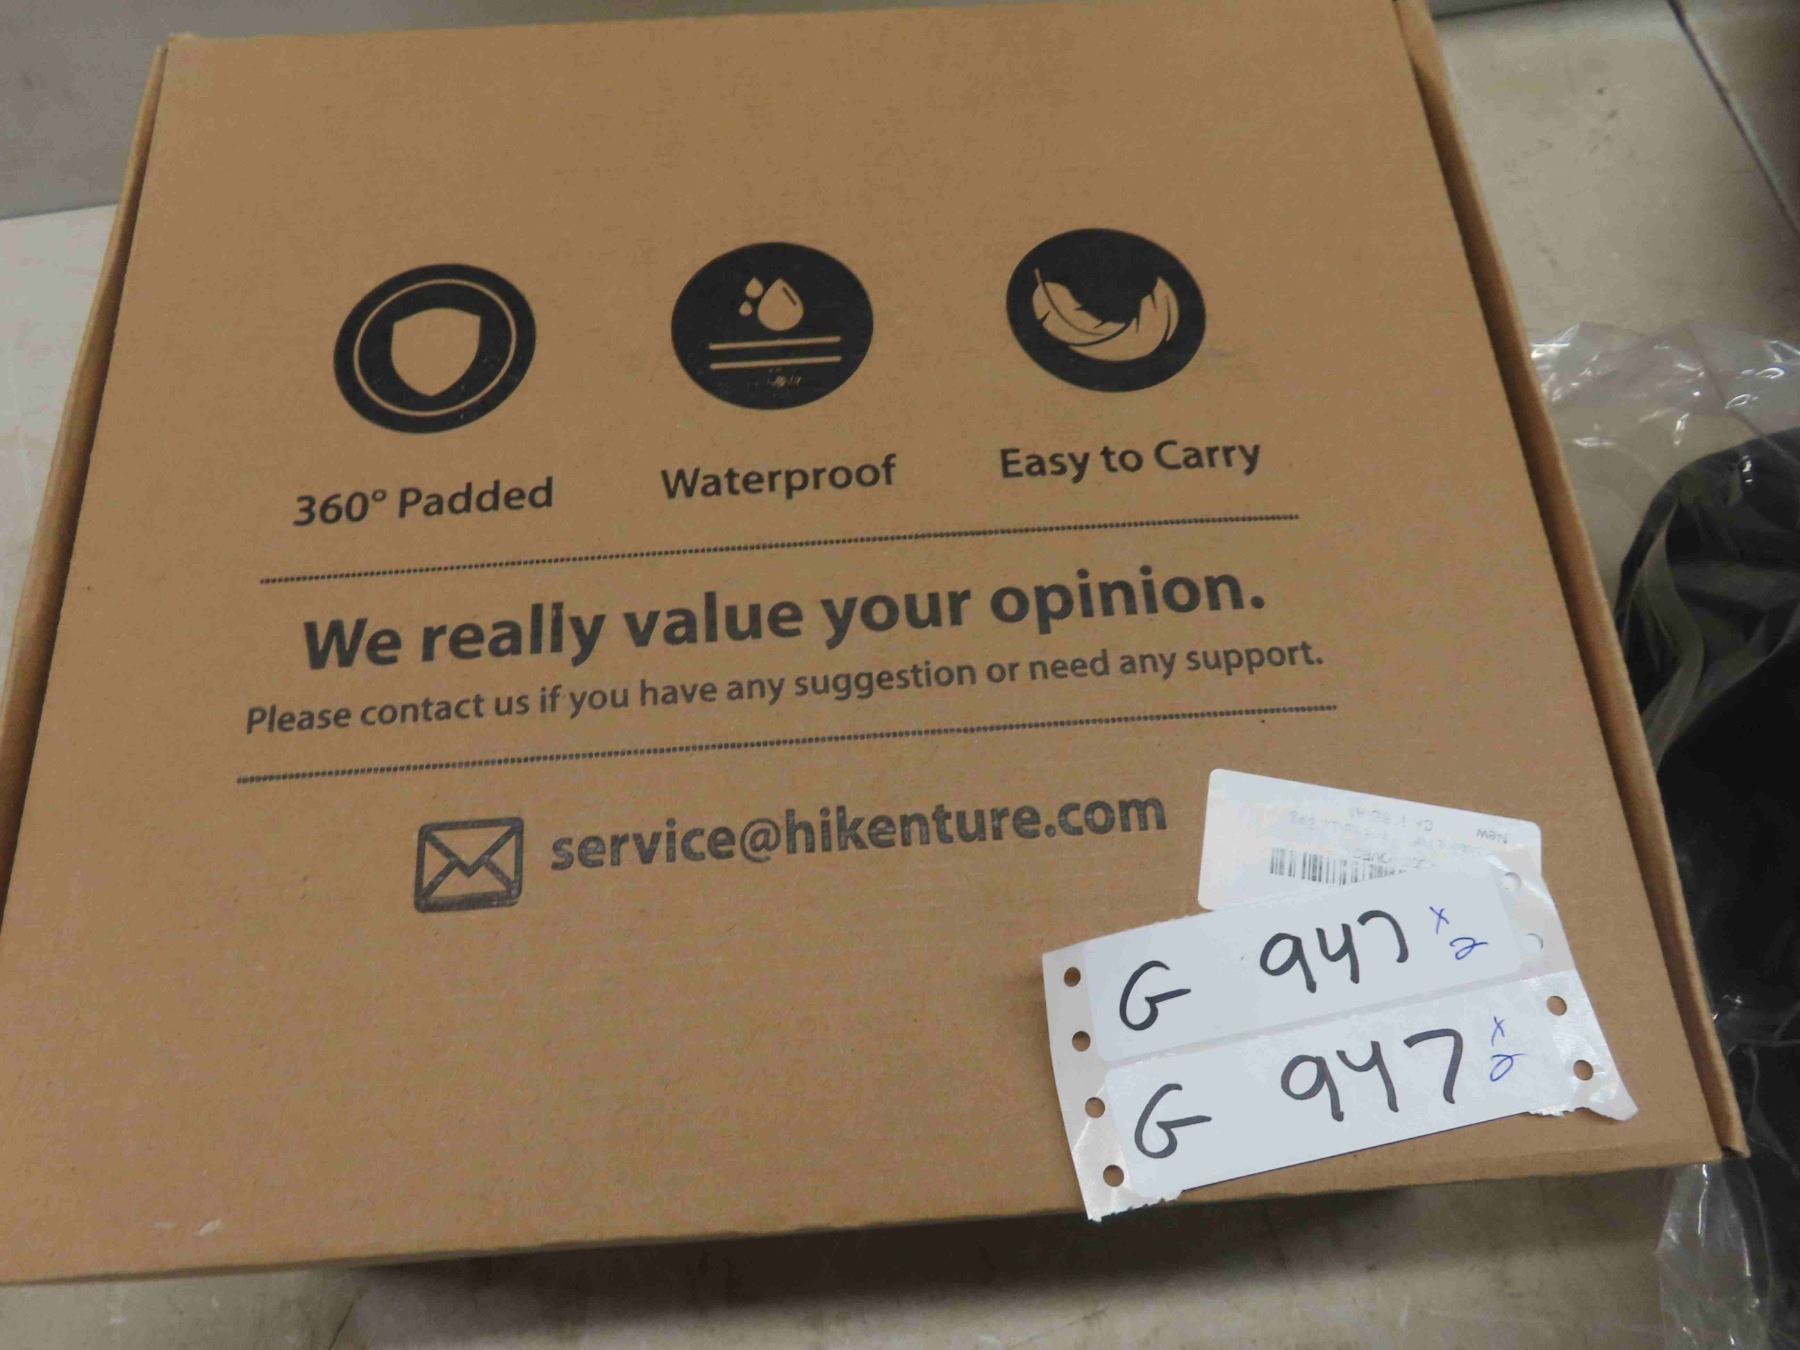 360° Padded
Waterproof
Easy to Carry
We really value your opinion.
Please contact us if you have any suggestion or need any support.
service@hikenture.com
New
G 947 x2
G 947 x2